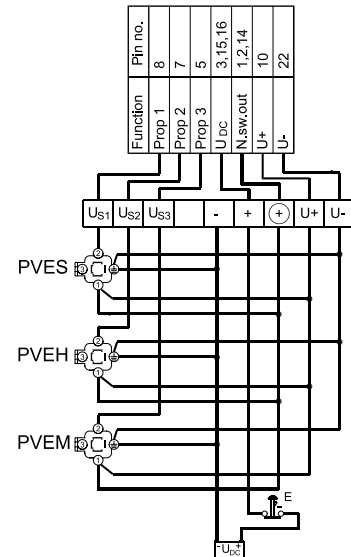 Function Pin no.
Prop 1 8
Prop 2 7
Prop 3 5
U DC 3,15,16
N.sw.out 1,2,14
U+ 10
U- 22
US1 US2 US3 - + + U+ U-
PVES
2
3
1
PVEH
2
3
1
PVEM
2
3
1
E
- UDC +